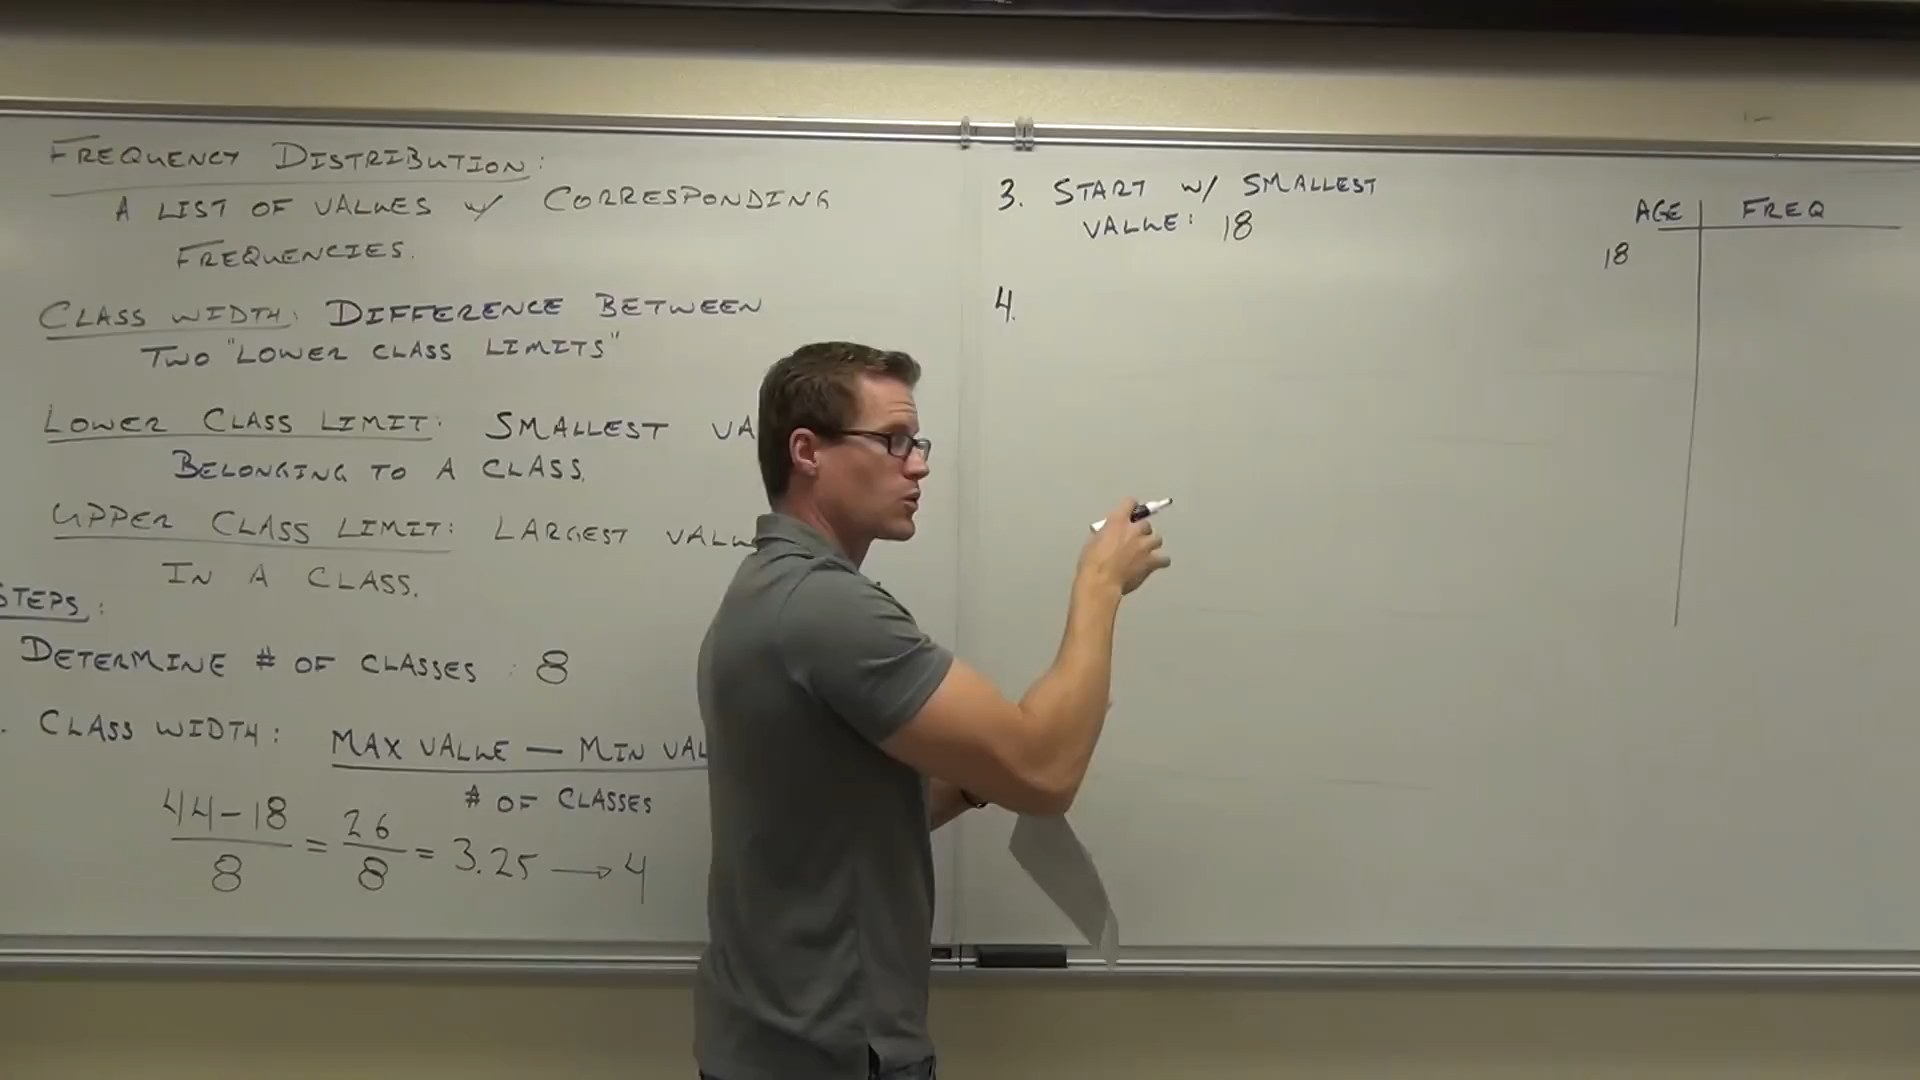 FREQUENCY DISTRIBUTION:
A LIST OF VALUES w/ CORRESPONDING
FREQUENCIES.
CLASS WIDTH: DIFFERENCE BETWEEN
TWO "LOWER CLASS LIMITS"
LOWER CLASS LIMIT: SMALLEST VA
BELONGING TO A CLASS.
UPPER CLASS LIMIT: LARGEST VALUE
IN A CLASS.
STEPS:
DETERMINE # OF CLASSES : 8
. CLASS WIDTH: MAX VALUE — MIN VAL
# OF CLASSES
44-18 / 8 = 26 / 8 = 3.25 → 4
3. START w/ SMALLEST
VALUE: 18
4.
AGE | FREQ
18